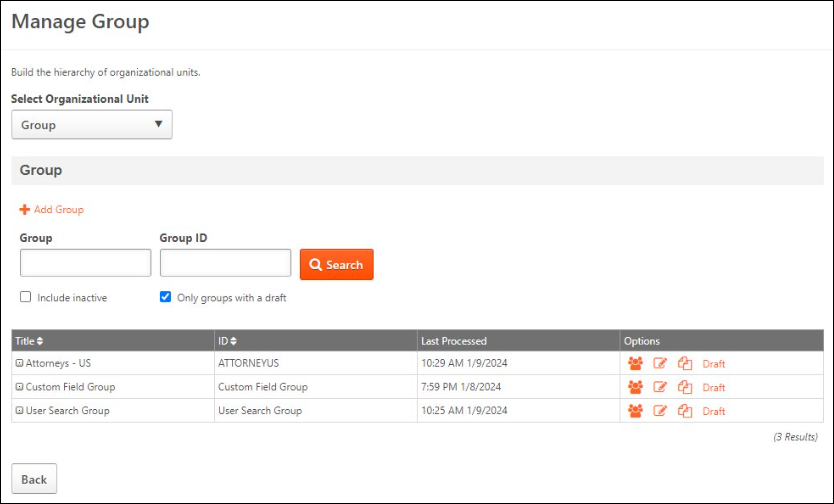 Manage Group
Build the hierarchy of organizational units.
Select Organizational Unit
Group
Group
Add Group
Group Group ID
Search
Include inactive Only groups with a draft
Title ID Last Processed Options
Attorneys - US ATTORNEYUS 10:29 AM 1/9/2024 Draft
Custom Field Group Custom Field Group 7:59 PM 1/8/2024 Draft
User Search Group User Search Group 10:25 AM 1/9/2024 Draft
(3 Results)
Back